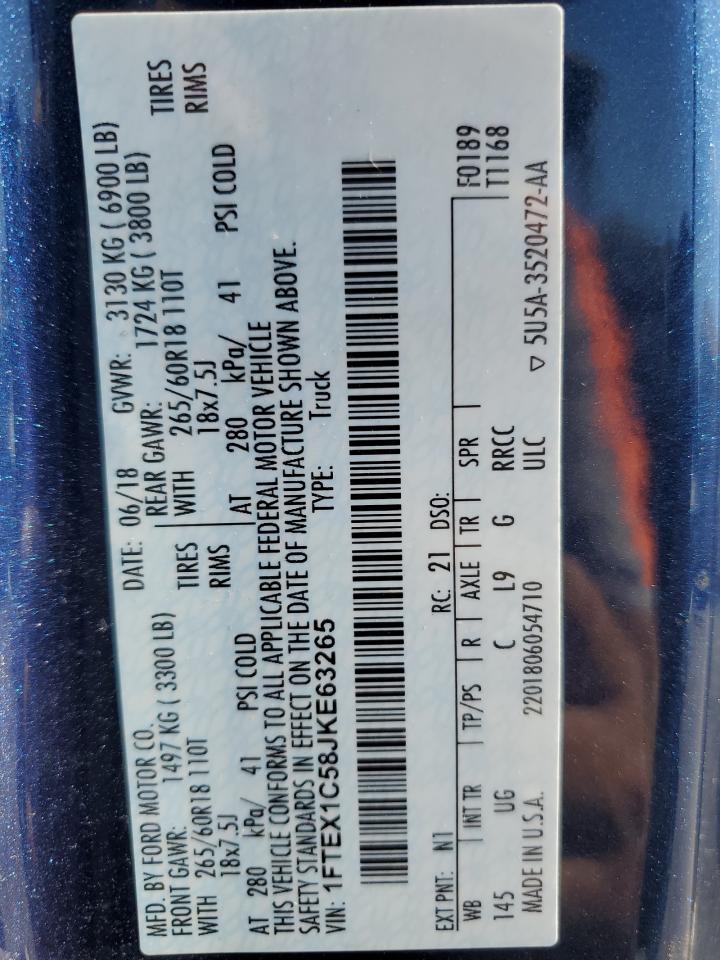 MFD. BY FORD MOTOR CO.
DATE: 06/18 GVWR: 3130 KG ( 6900 LB)
FRONT GAWR: 1497 KG ( 3300 LB) REAR GAWR: 1724 KG ( 3800 LB)
WITH 265/60R18 110T TIRES WITH 265/60R18 110T TIRES
18x7.5J RIMS 18x7.5J RIMS
AT 280 kPa/ 41 PSI COLD AT 280 kPa/ 41 PSI COLD
THIS VEHICLE CONFORMS TO ALL APPLICABLE FEDERAL MOTOR VEHICLE
SAFETY STANDARDS IN EFFECT ON THE DATE OF MANUFACTURE SHOWN ABOVE.
VIN: 1FTEX1C58JKE63265 TYPE: Truck
EXT PNT: N1 RC: 21 DSO:
WB INT TR TP/PS R AXLE TR SPR F0189
145 UG C L9 G RRCC T1168
MADE IN U.S.A. 2201806054710 ULC ▽ 5U5A-3520472-AA